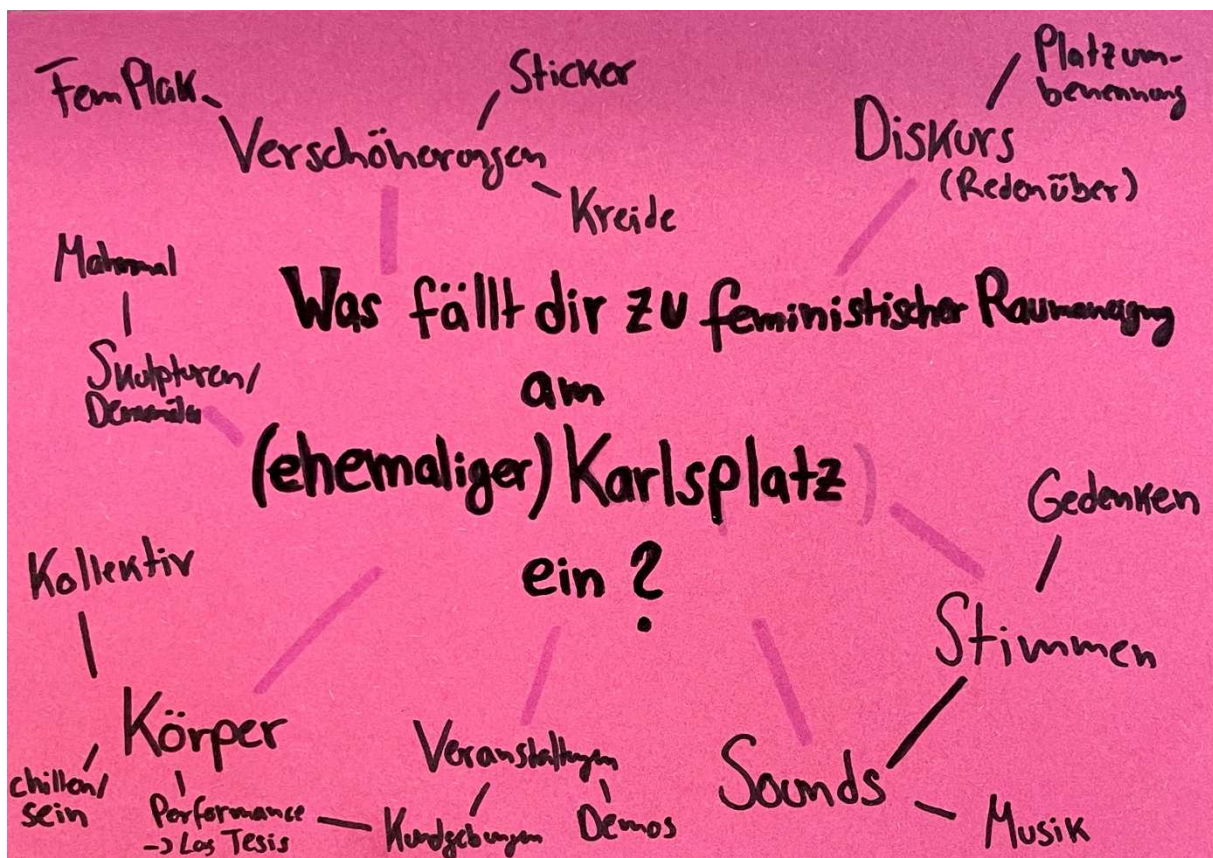 Fem Plak
Sticker
Verschönerungen
Kreide
Platzum-
benennung
Diskurs
(Reden über)
Mahnmal
Skulpturen/
Denkmäler
Was fällt dir zu feministischer Raumaneignung
am
(ehemaliger) Karlsplatz)
ein?
Gedenken
Stimmen
Kollektiv
Körper
chillen/
sein
Performance
-> Las Tesis
Veranstaltungen
Kundgebungen
Demos
Sounds
Musik